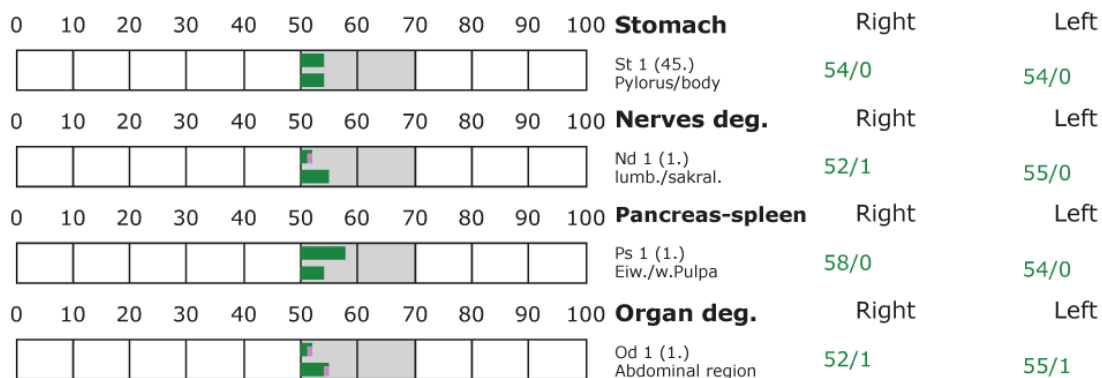 0 10 20 30 40 50 60 70 80 90 100 Stomach Right Left
St 1 (45.)
Pylorus/body
54/0 54/0
0 10 20 30 40 50 60 70 80 90 100 Nerves deg. Right Left
Nd 1 (1.)
lumb./sakral.
52/1 55/0
0 10 20 30 40 50 60 70 80 90 100 Pancreas-spleen Right Left
Ps 1 (1.)
Eiw./w.Pulpa
58/0 54/0
0 10 20 30 40 50 60 70 80 90 100 Organ deg. Right Left
Od 1 (1.)
Abdominal region
52/1 55/1